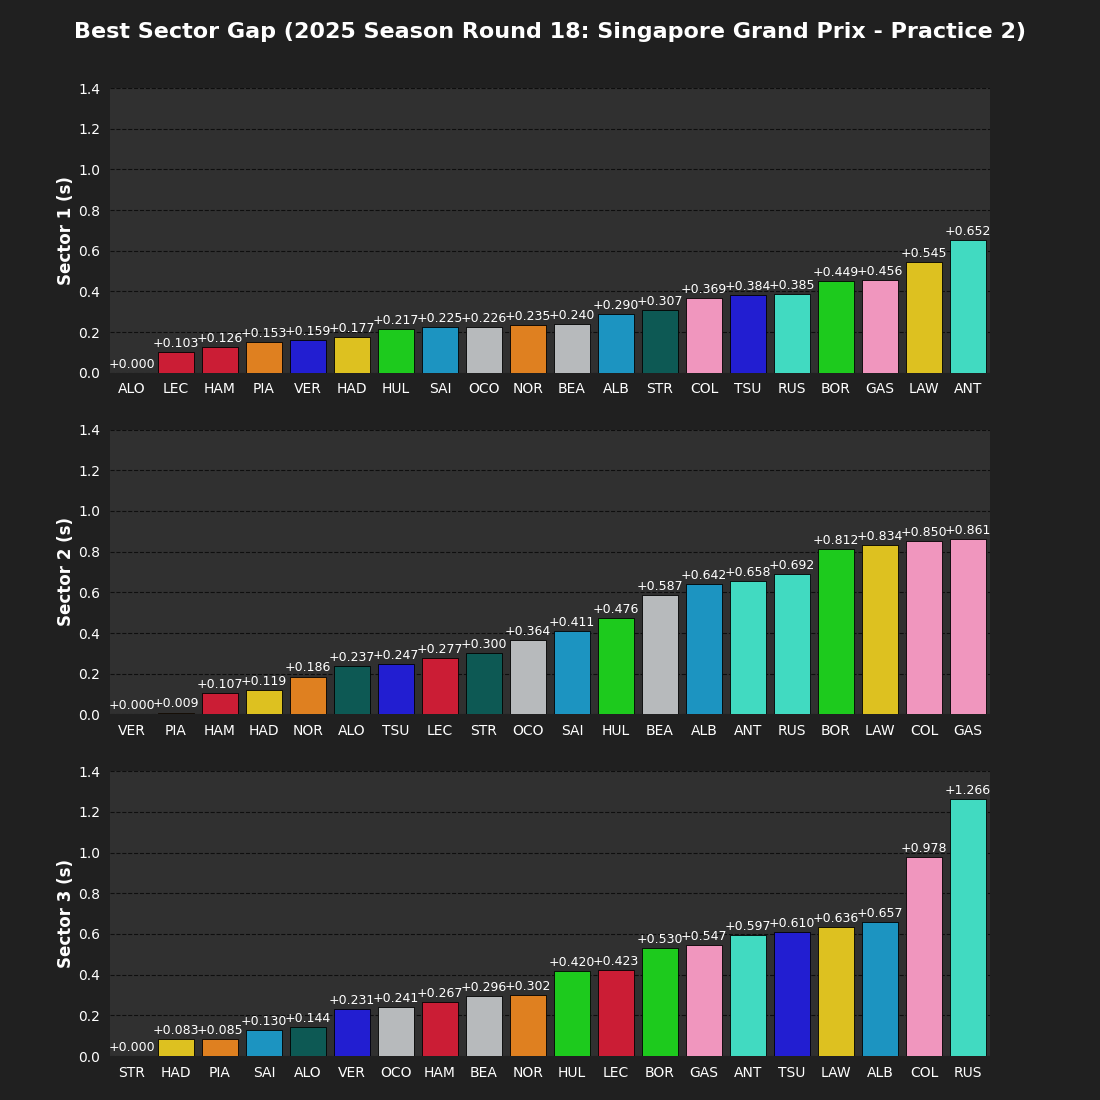 Best Sector Gap (2025 Season Round 18: Singapore Grand Prix - Practice 2)
Sector 1 (s)
1.4
1.2
1.0
0.8
0.6
0.4
0.2
0.0
+0.000 +0.103 +0.126 +0.153 +0.159 +0.177 +0.217 +0.225 +0.226 +0.235 +0.240 +0.290 +0.307 +0.369 +0.384 +0.385 +0.449 +0.456 +0.545 +0.652
ALO LEC HAM PIA VER HAD HUL SAI OCO NOR BEA ALB STR COL TSU RUS BOR GAS LAW ANT
Sector 2 (s)
1.4
1.2
1.0
0.8
0.6
0.4
0.2
0.0
+0.000 +0.009 +0.107 +0.119 +0.186 +0.237 +0.247 +0.277 +0.300 +0.364 +0.411 +0.476 +0.587 +0.642 +0.658 +0.692 +0.812 +0.834 +0.850 +0.861
VER PIA HAM HAD NOR ALO TSU LEC STR OCO SAI HUL BEA ALB ANT RUS BOR LAW COL GAS
Sector 3 (s)
1.4
1.2
1.0
0.8
0.6
0.4
0.2
0.0
+0.000 +0.083 +0.085 +0.130 +0.144 +0.231 +0.241 +0.267 +0.296 +0.302 +0.420 +0.423 +0.530 +0.547 +0.597 +0.610 +0.636 +0.657 +0.978 +1.266
STR HAD PIA SAI ALO VER OCO HAM BEA NOR HUL LEC BOR GAS ANT TSU LAW ALB COL RUS